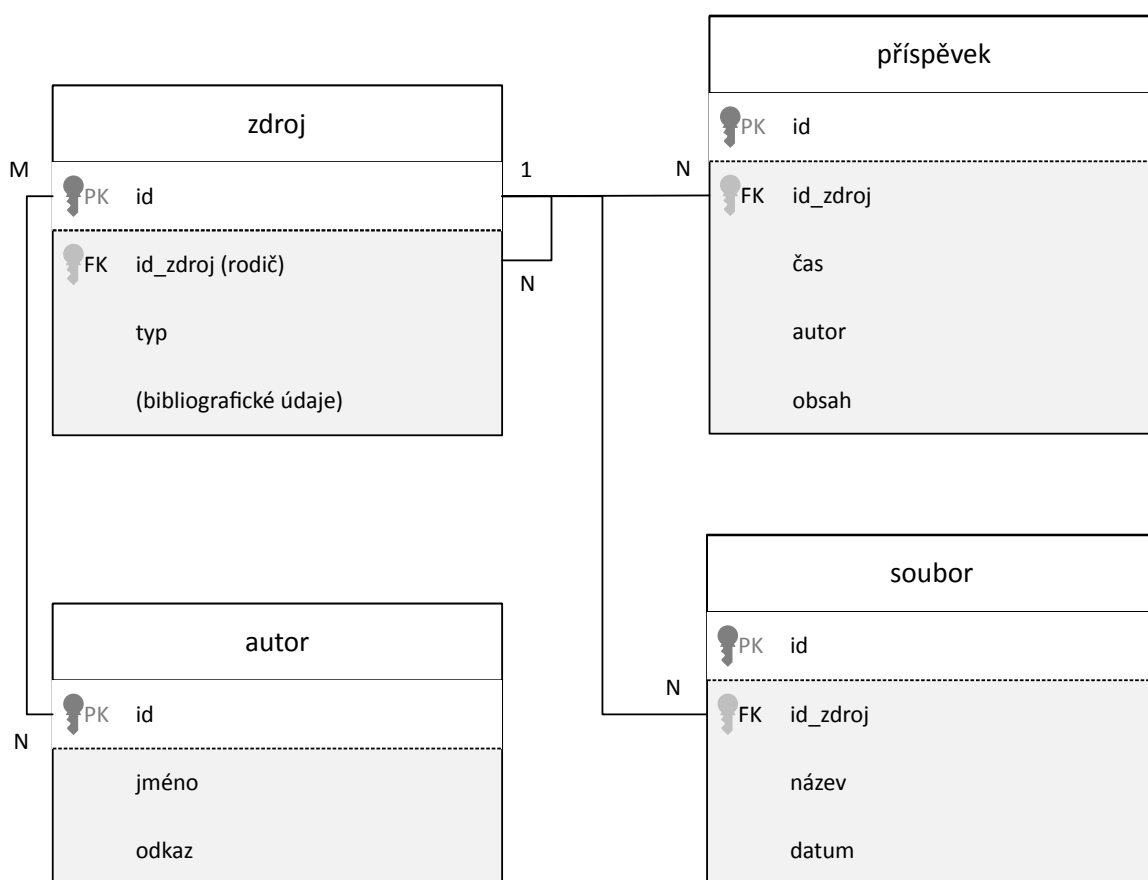 zdroj
M
1
PK id
FK id_zdroj (rodič)
N
typ
(bibliografické údaje)
příspěvek
PK id
N
FK id_zdroj
čas
autor
obsah
autor
PK id
N
jméno
odkaz
soubor
PK id
N
FK id_zdroj
název
datum